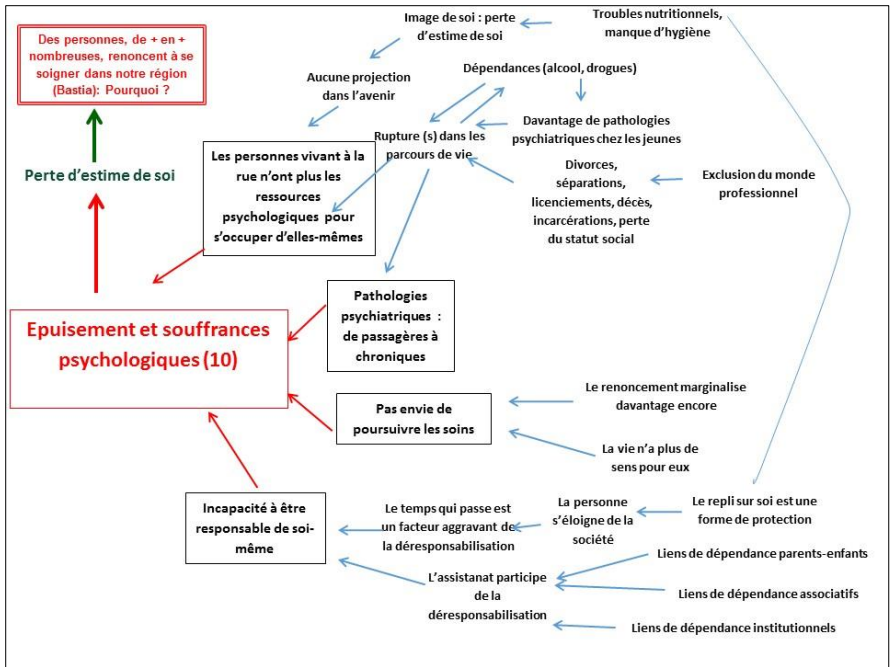 Des personnes, de + en +
nombreuses, renoncent à se
soigner dans notre région
(Bastia): Pourquoi ?
Image de soi : perte
d'estime de soi
Troubles nutritionnels,
manque d'hygiène
Aucune projection
dans l'avenir
Dépendances (alcool, drogues)
Rupture (s) dans les
parcours de vie
Davantage de pathologies
psychiatriques chez les jeunes
Perte d'estime de soi
Les personnes vivant à la
rue n'ont plus les
ressources
psychologiques pour
s'occuper d'elles-mêmes
Divorces,
séparations,
licenciements, décès,
incarcérations, perte
du statut social
Exclusion du monde
professionnel
Epuisement et souffrances
psychologiques (10)
Pathologies
psychiatriques :
de passagères à
chroniques
Pas envie de
poursuivre les soins
Le renoncement marginalise
davantage encore
La vie n'a plus de
sens pour eux
Incapacité à être
responsable de soi-
même
Le temps qui passe est
un facteur aggravant de
la déresponsabilisation
La personne
s'éloigne de la
société
Le repli sur soi est une
forme de protection
L'assistanat participe
de la
déresponsabilisation
Liens de dépendance parents-enfants
Liens de dépendance associatifs
Liens de dépendance institutionnels